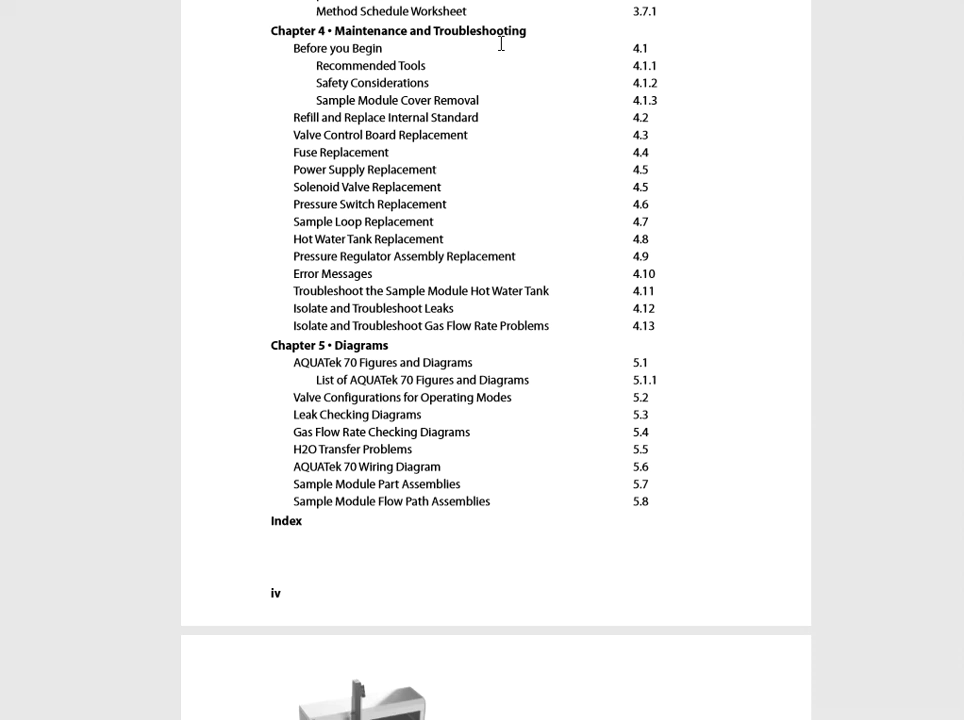 Method Schedule Worksheet 3.7.1
Chapter 4 • Maintenance and Troubleshooting
Before you Begin 4.1
Recommended Tools 4.1.1
Safety Considerations 4.1.2
Sample Module Cover Removal 4.1.3
Refill and Replace Internal Standard 4.2
Valve Control Board Replacement 4.3
Fuse Replacement 4.4
Power Supply Replacement 4.5
Solenoid Valve Replacement 4.5
Pressure Switch Replacement 4.6
Sample Loop Replacement 4.7
Hot Water Tank Replacement 4.8
Pressure Regulator Assembly Replacement 4.9
Error Messages 4.10
Troubleshoot the Sample Module Hot Water Tank 4.11
Isolate and Troubleshoot Leaks 4.12
Isolate and Troubleshoot Gas Flow Rate Problems 4.13
Chapter 5 • Diagrams
AQUATek 70 Figures and Diagrams 5.1
List of AQUATek 70 Figures and Diagrams 5.1.1
Valve Configurations for Operating Modes 5.2
Leak Checking Diagrams 5.3
Gas Flow Rate Checking Diagrams 5.4
H2O Transfer Problems 5.5
AQUATek 70 Wiring Diagram 5.6
Sample Module Part Assemblies 5.7
Sample Module Flow Path Assemblies 5.8
Index
iv